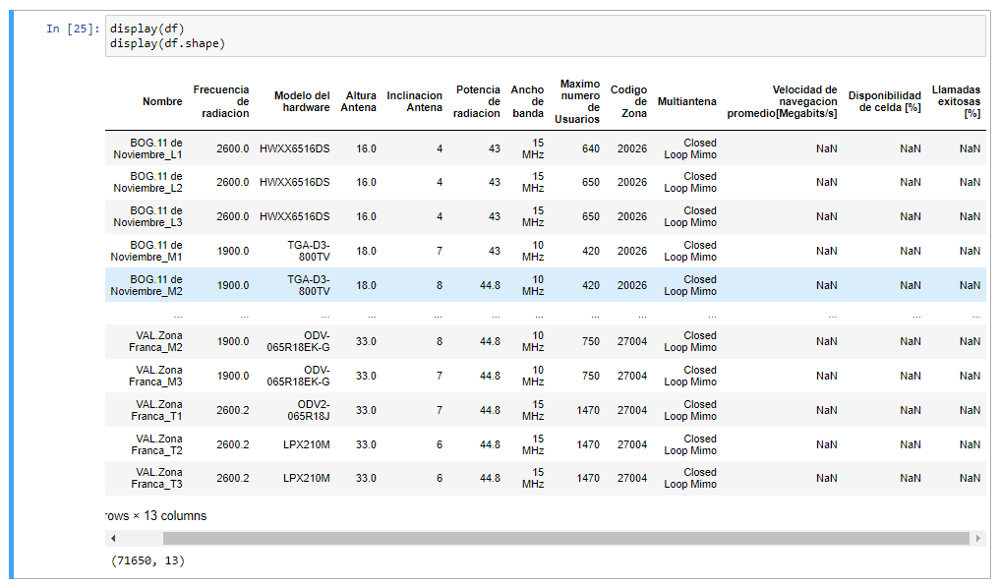 In [25]: display(df)
display(df.shape)
Nombre Frecuencia de radiacion Modelo del hardware Altura Antena Inclinacion Antena Potencia de radiacion Ancho de banda Maximo numero de Usuarios Codigo de Zona Multiantena Velocidad de navegacion promedio[Megabits/s] Disponibilidad de celda [%] Llamadas exitosas [%]
BOG.11 de Noviembre_L1 2600.0 HWXX6516DS 16.0 4 43 15 MHz 640 20026 Closed Loop Mimo NaN NaN NaN
BOG.11 de Noviembre_L2 2600.0 HWXX6516DS 16.0 4 43 15 MHz 650 20026 Closed Loop Mimo NaN NaN NaN
BOG.11 de Noviembre_L3 2600.0 HWXX6516DS 16.0 4 43 15 MHz 650 20026 Closed Loop Mimo NaN NaN NaN
BOG.11 de Noviembre_M1 1900.0 TGA-D3-800TV 18.0 7 43 10 MHz 420 20026 Closed Loop Mimo NaN NaN NaN
BOG.11 de Noviembre_M2 1900.0 TGA-D3-800TV 18.0 8 44.8 10 MHz 420 20026 Closed Loop Mimo NaN NaN NaN
... ... ... ... ... ... ... ... ... ... ... ... ...
VAL.Zona Franca_M2 1900.0 ODV-065R18EK-G 33.0 8 44.8 10 MHz 750 27004 Closed Loop Mimo NaN NaN NaN
VAL.Zona Franca_M3 1900.0 ODV-065R18EK-G 33.0 7 44.8 10 MHz 750 27004 Closed Loop Mimo NaN NaN NaN
VAL.Zona Franca_T1 2600.2 ODV2-065R18J 33.0 7 44.8 15 MHz 1470 27004 Closed Loop Mimo NaN NaN NaN
VAL.Zona Franca_T2 2600.2 LPX210M 33.0 6 44.8 15 MHz 1470 27004 Closed Loop Mimo NaN NaN NaN
VAL.Zona Franca_T3 2600.2 LPX210M 33.0 6 44.8 15 MHz 1470 27004 Closed Loop Mimo NaN NaN NaN
rows × 13 columns
(71650, 13)